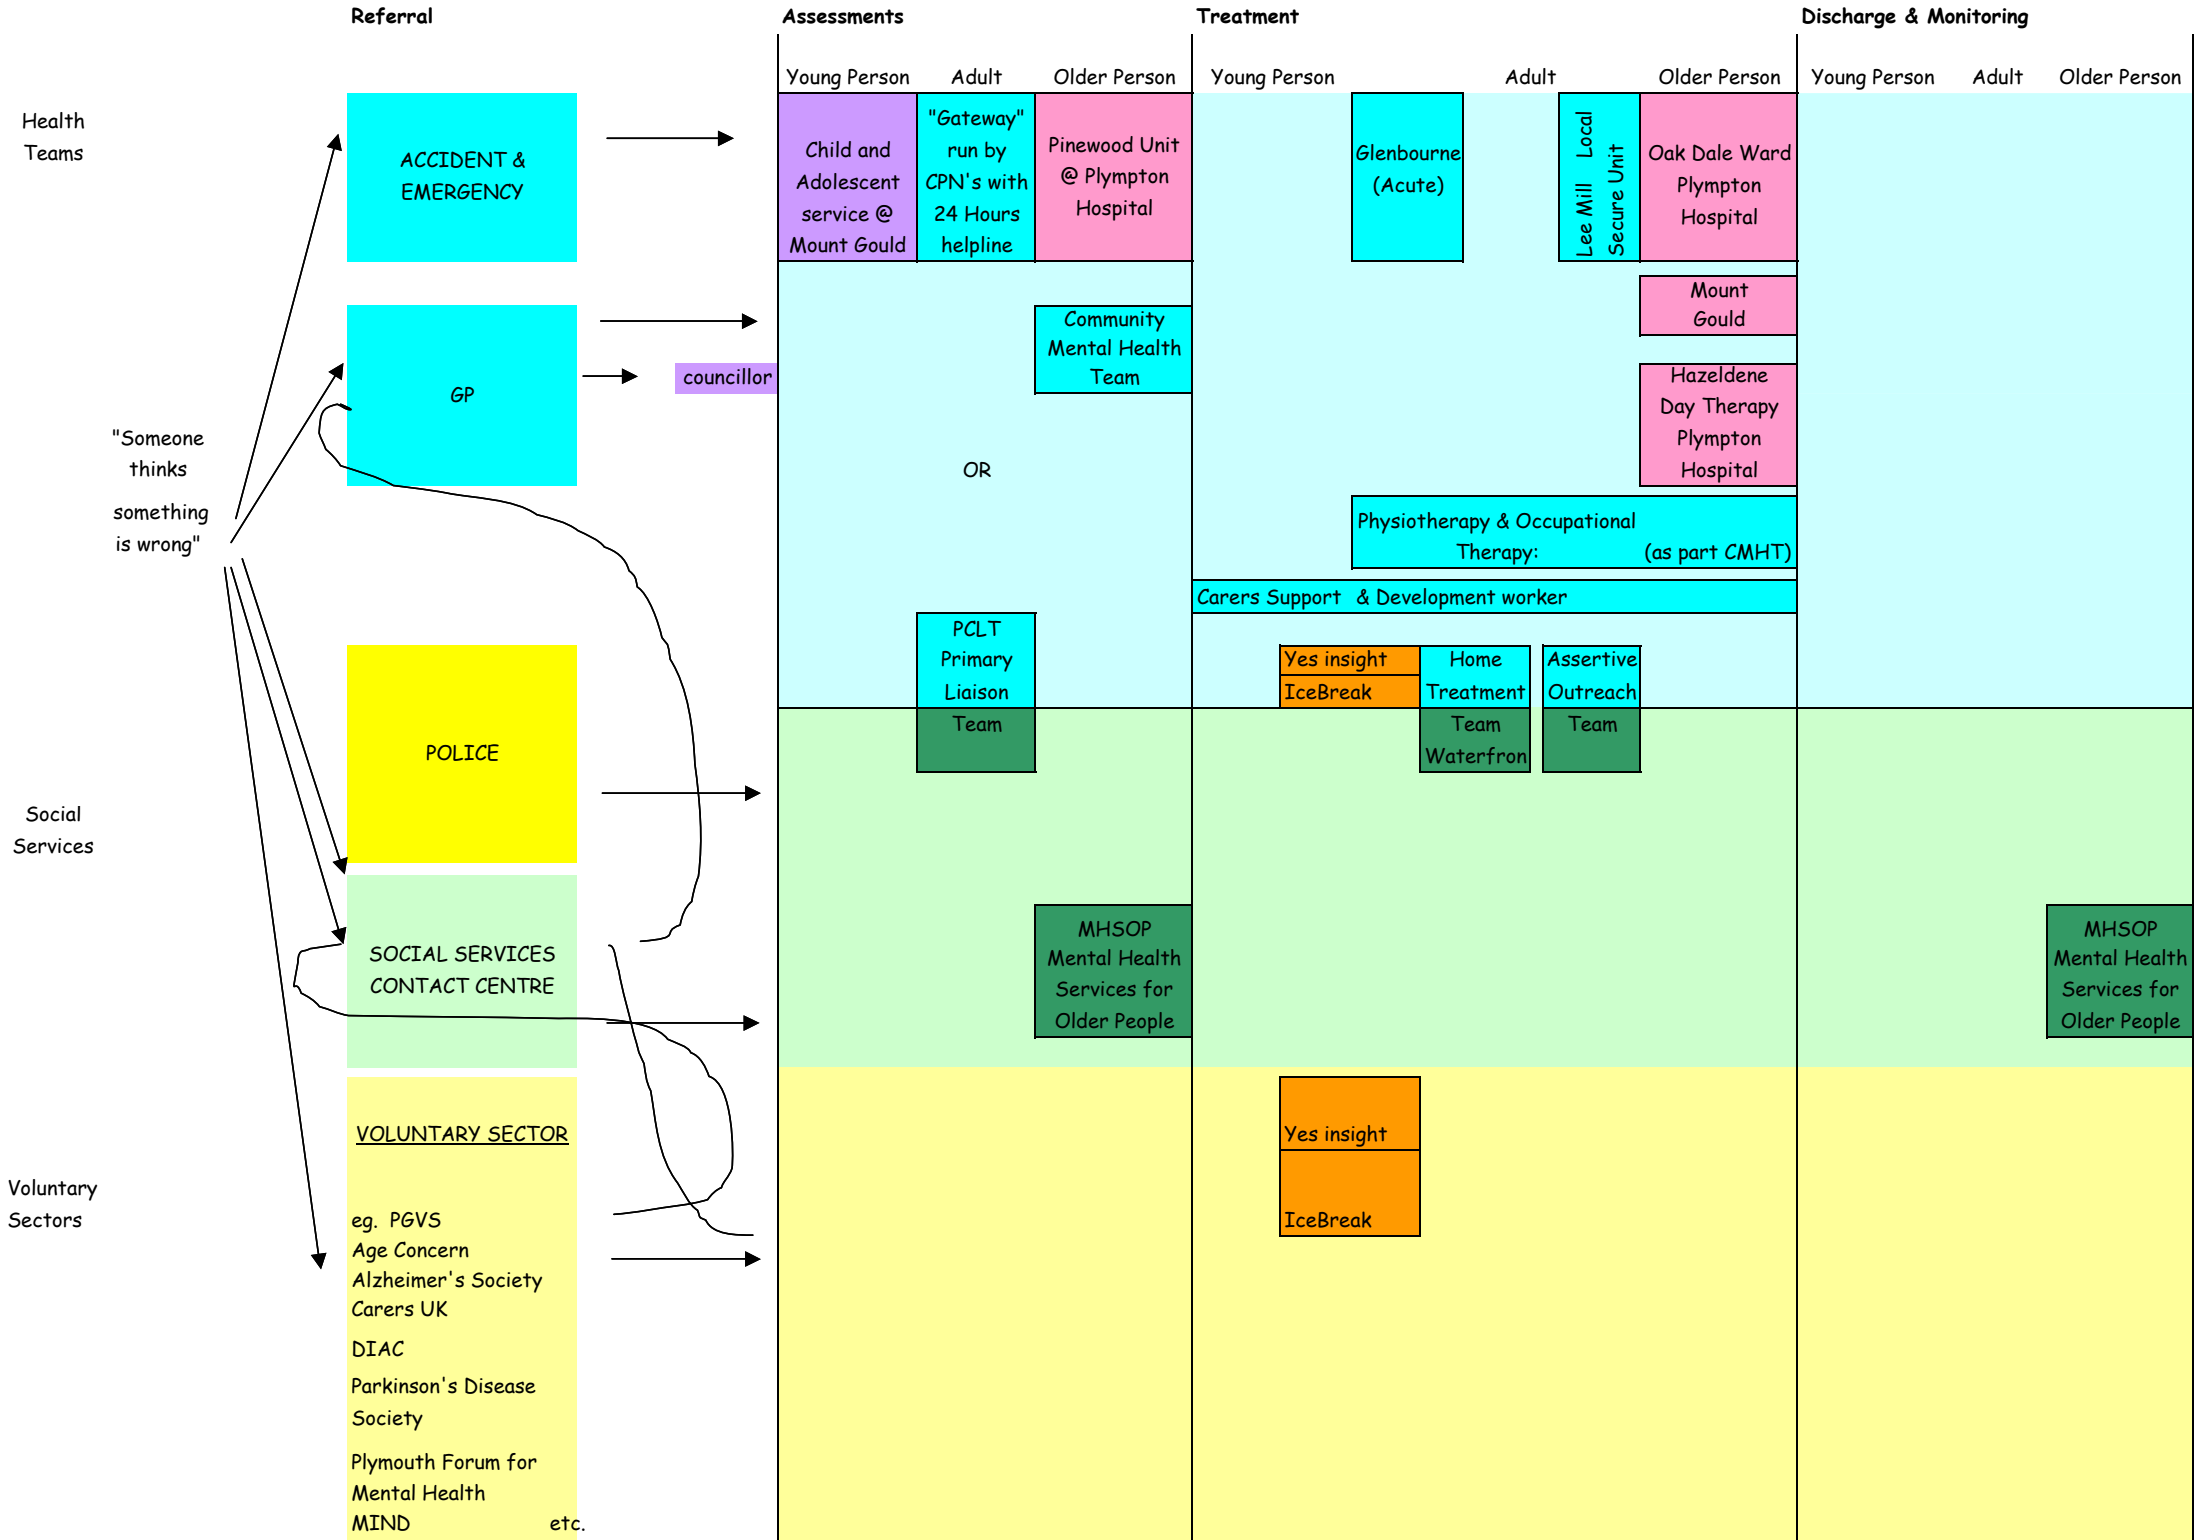 Referral
Assessments
Treatment
Discharge & Monitoring
Young Person
Adult
Older Person
Young Person
Adult
Older Person
Young Person
Adult
Older Person
Health
Teams
ACCIDENT &
EMERGENCY
Child and
Adolescent
service @
Mount Gould
"Gateway"
run by
CPN's with
24 Hours
helpline
Pinewood Unit
@ Plympton
Hospital
Glenbourne
(Acute)
Lee Mill Local
Secure Unit
Oak Dale Ward
Plympton
Hospital
Mount
Gould
GP
councillor
Community
Mental Health
Team
Hazeldene
Day Therapy
Plympton
Hospital
"Someone
thinks
something
is wrong"
OR
Physiotherapy & Occupational
Therapy: (as part CMHT)
Carers Support & Development worker
PCLT
Primary
Liaison
Team
Yes insight
IceBreak
Home
Treatment
Team
Waterfron
Assertive
Outreach
Team
POLICE
Social
Services
SOCIAL SERVICES
CONTACT CENTRE
MHSOP
Mental Health
Services for
Older People
MHSOP
Mental Health
Services for
Older People
Voluntary
Sectors
VOLUNTARY SECTOR
eg. PGVS
Age Concern
Alzheimer's Society
Carers UK
DIAC
Parkinson's Disease
Society
Plymouth Forum for
Mental Health
MIND etc.
Yes insight
IceBreak